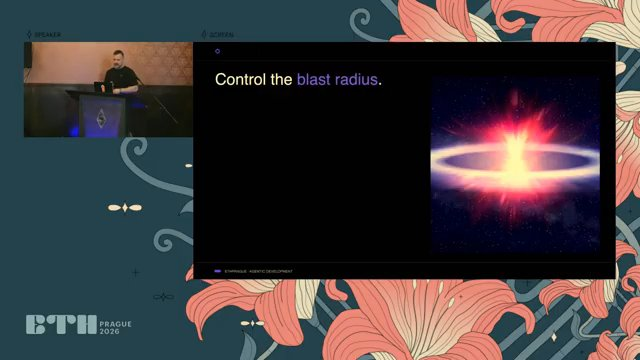 SPEAKER
SCREEN
Control the blast radius.
ETHPRAGUE · AGENTIC DEVELOPMENT
ETH PRAGUE
2026